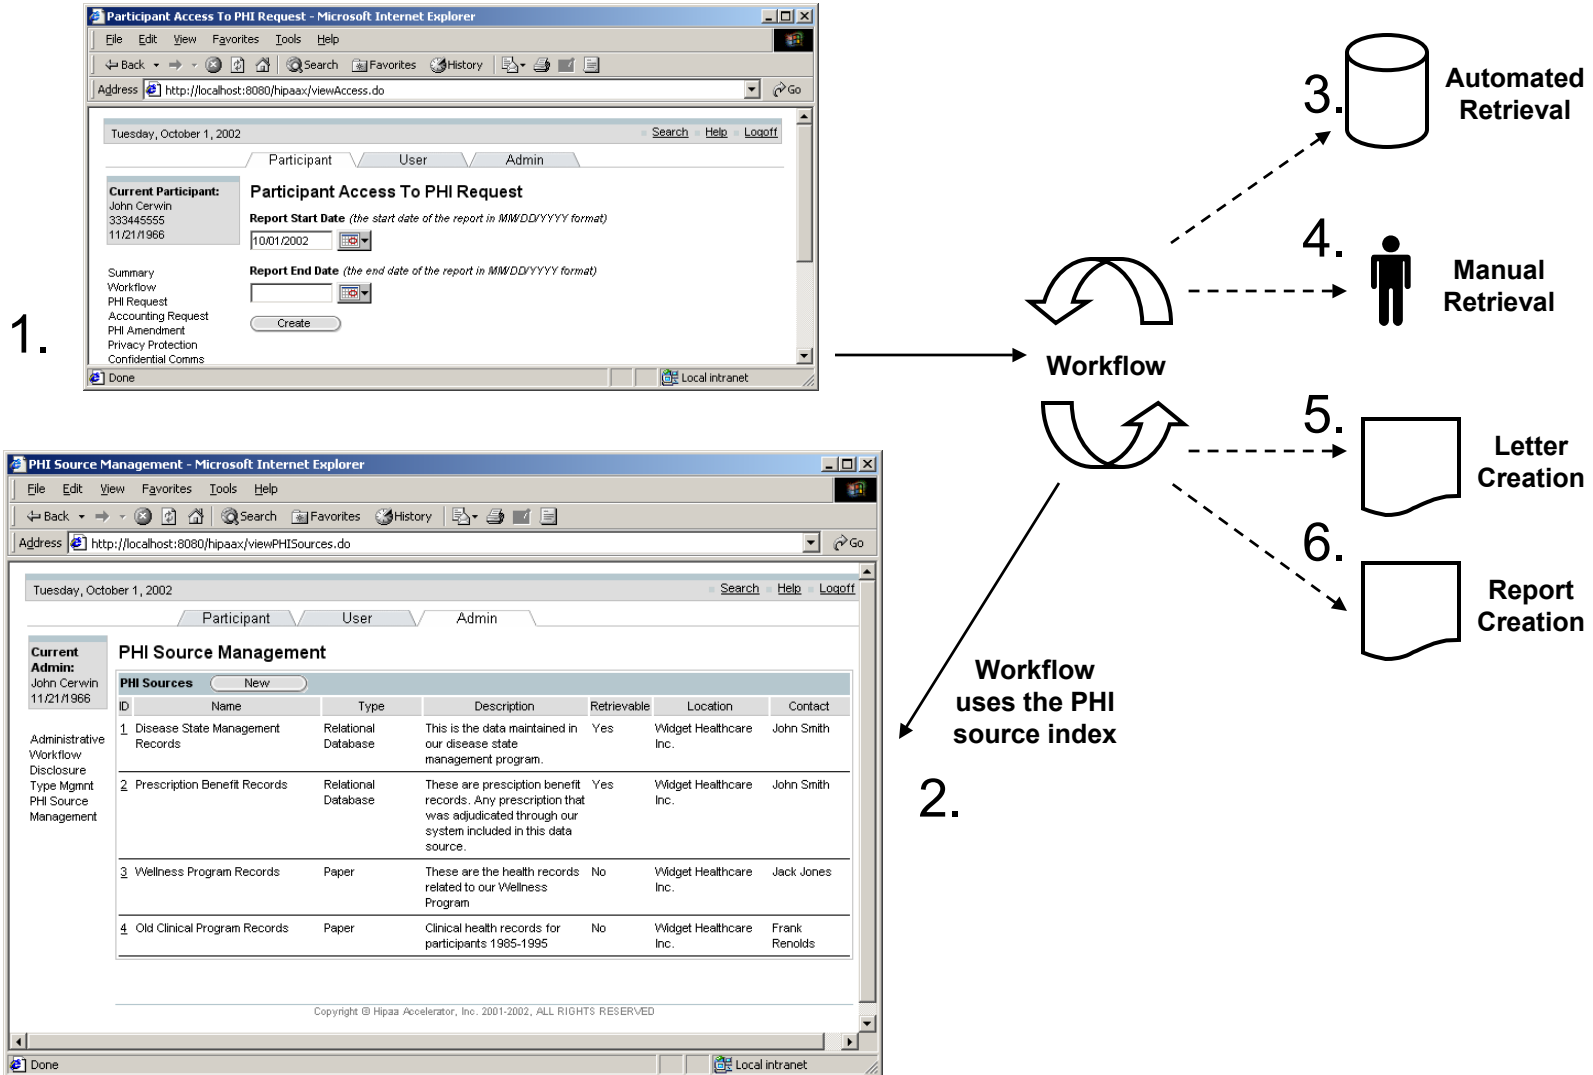 1.
Participant Access To PHI Request - Microsoft Internet Explorer
File Edit View Favorites Tools Help
Back Search Favorites History
Address http://localhost:8080/hipaax/viewAccess.do Go
Tuesday, October 1, 2002 Search Help Logoff
Participant User Admin
Current Participant:
John Cerwin
333445555
11/21/1966
Summary
Workflow
PHI Request
Accounting Request
PHI Amendment
Privacy Protection
Confidential Comms
Participant Access To PHI Request
Report Start Date (the start date of the report in MM/DD/YYYY format)
10/01/2002
Report End Date (the end date of the report in MM/DD/YYYY format)
Create
Done Local intranet
Workflow
3.
Automated
Retrieval
4.
Manual
Retrieval
5.
Letter
Creation
6.
Report
Creation
Workflow
uses the PHI
source index
2.
PHI Source Management - Microsoft Internet Explorer
File Edit View Favorites Tools Help
Back Search Favorites History
Address http://localhost:8080/hipaax/viewPHISources.do Go
Tuesday, October 1, 2002 Search Help Logoff
Participant User Admin
Current
Admin:
John Cerwin
11/21/1966
Administrative
Workflow
Disclosure
Type Mgmnt
PHI Source
Management
PHI Source Management
PHI Sources New
ID Name Type Description Retrievable Location Contact
1 Disease State Management Relational This is the data maintained in Yes Widget Healthcare John Smith
Records Database our disease state Inc.
management program.
2 Prescription Benefit Records Relational These are presciption benefit Yes Widget Healthcare John Smith
Database records. Any prescription that Inc.
was adjudicated through our
system included in this data
source.
3 Wellness Program Records Paper These are the health records No Widget Healthcare Jack Jones
related to our Wellness Inc.
Program
4 Old Clinical Program Records Paper Clinical health records for No Widget Healthcare Frank
participants 1985-1995 Inc. Renolds
Copyright © Hipaa Accelerator, Inc. 2001-2002, ALL RIGHTS RESERVED
Done Local intranet